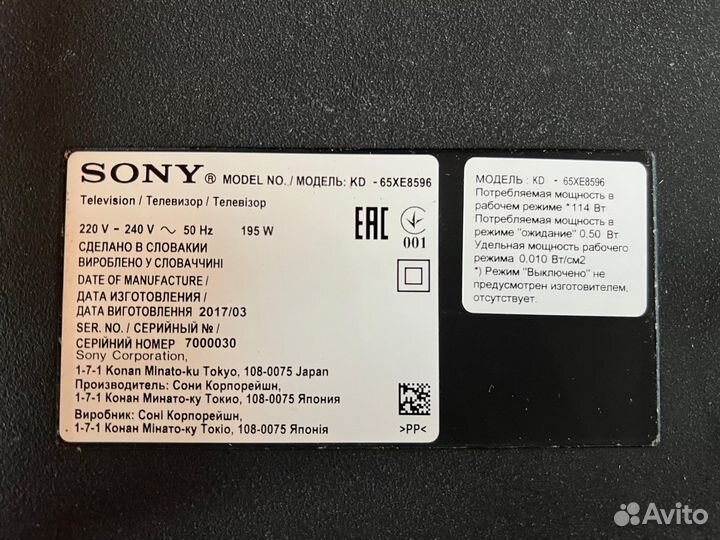 SONY® MODEL NO. / МОДЕЛЬ: KD - 65XE8596
Television / Телевизор / Телевізор
220 V - 240 V ~ 50 Hz 195 W
СДЕЛАНО В СЛОВАКИИ
ВИРОБЛЕНО У СЛОВАЧЧИНІ
DATE OF MANUFACTURE /
ДАТА ИЗГОТОВЛЕНИЯ /
ДАТА ВИГОТОВЛЕННЯ 2017/03
SER. NO. / СЕРИЙНЫЙ № /
СЕРІЙНИЙ НОМЕР 7000030
Sony Corporation,
1-7-1 Konan Minato-ku Tokyo, 108-0075 Japan
Производитель: Сони Корпорейшн,
1-7-1 Конан Минато-ку Токио, 108-0075 Япония
Виробник: Соні Корпорейшн,
1-7-1 Конан Мінато-ку Токіо, 108-0075 Японія
EAC
001
>PP<
МОДЕЛЬ : KD - 65XE8596
Потребляемая мощность в
рабочем режиме *114 Вт
Потребляемая мощность в
режиме "ожидание" 0,50 Вт
Удельная мощность рабочего
режима 0,010 Вт/см2
*) Режим "Выключено" не
предусмотрен изготовителем,
отсутствует.
Avito